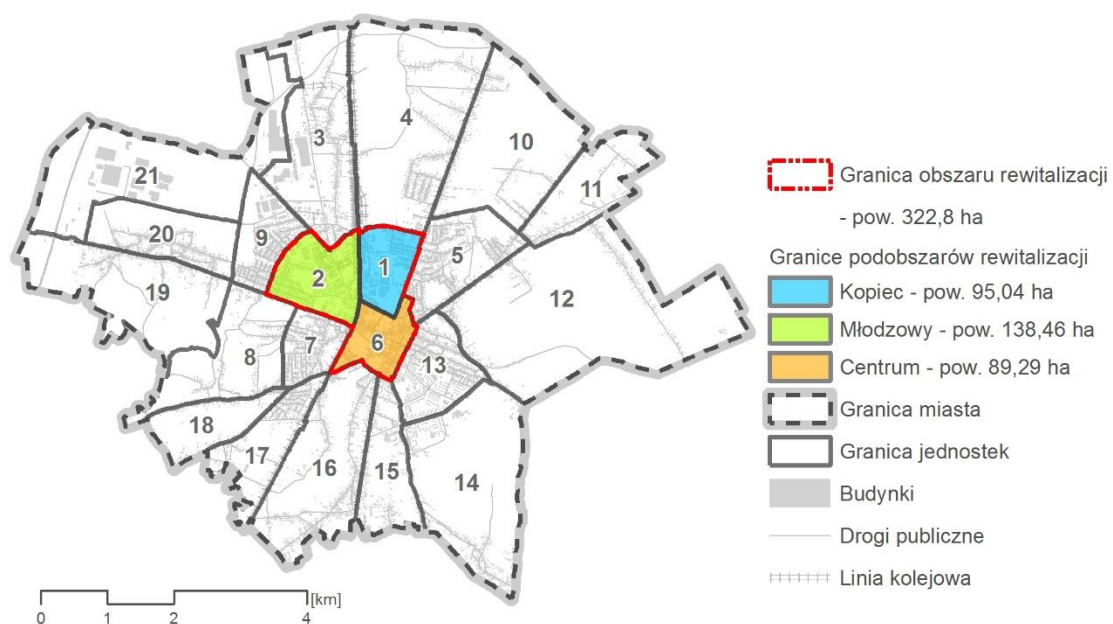 3
4
10
11
21
20
9
5
2
1
19
12
8
7
6
13
18
17
16
15
14
Granica obszaru rewitalizacji
- pow. 322,8 ha
Granice podobszarów rewitalizacji
Kopiec - pow. 95,04 ha
Młodzowy - pow. 138,46 ha
Centrum - pow. 89,29 ha
Granica miasta
Granica jednostek
Budynki
Drogi publiczne
Linia kolejowa
[km]
0 1 2 4